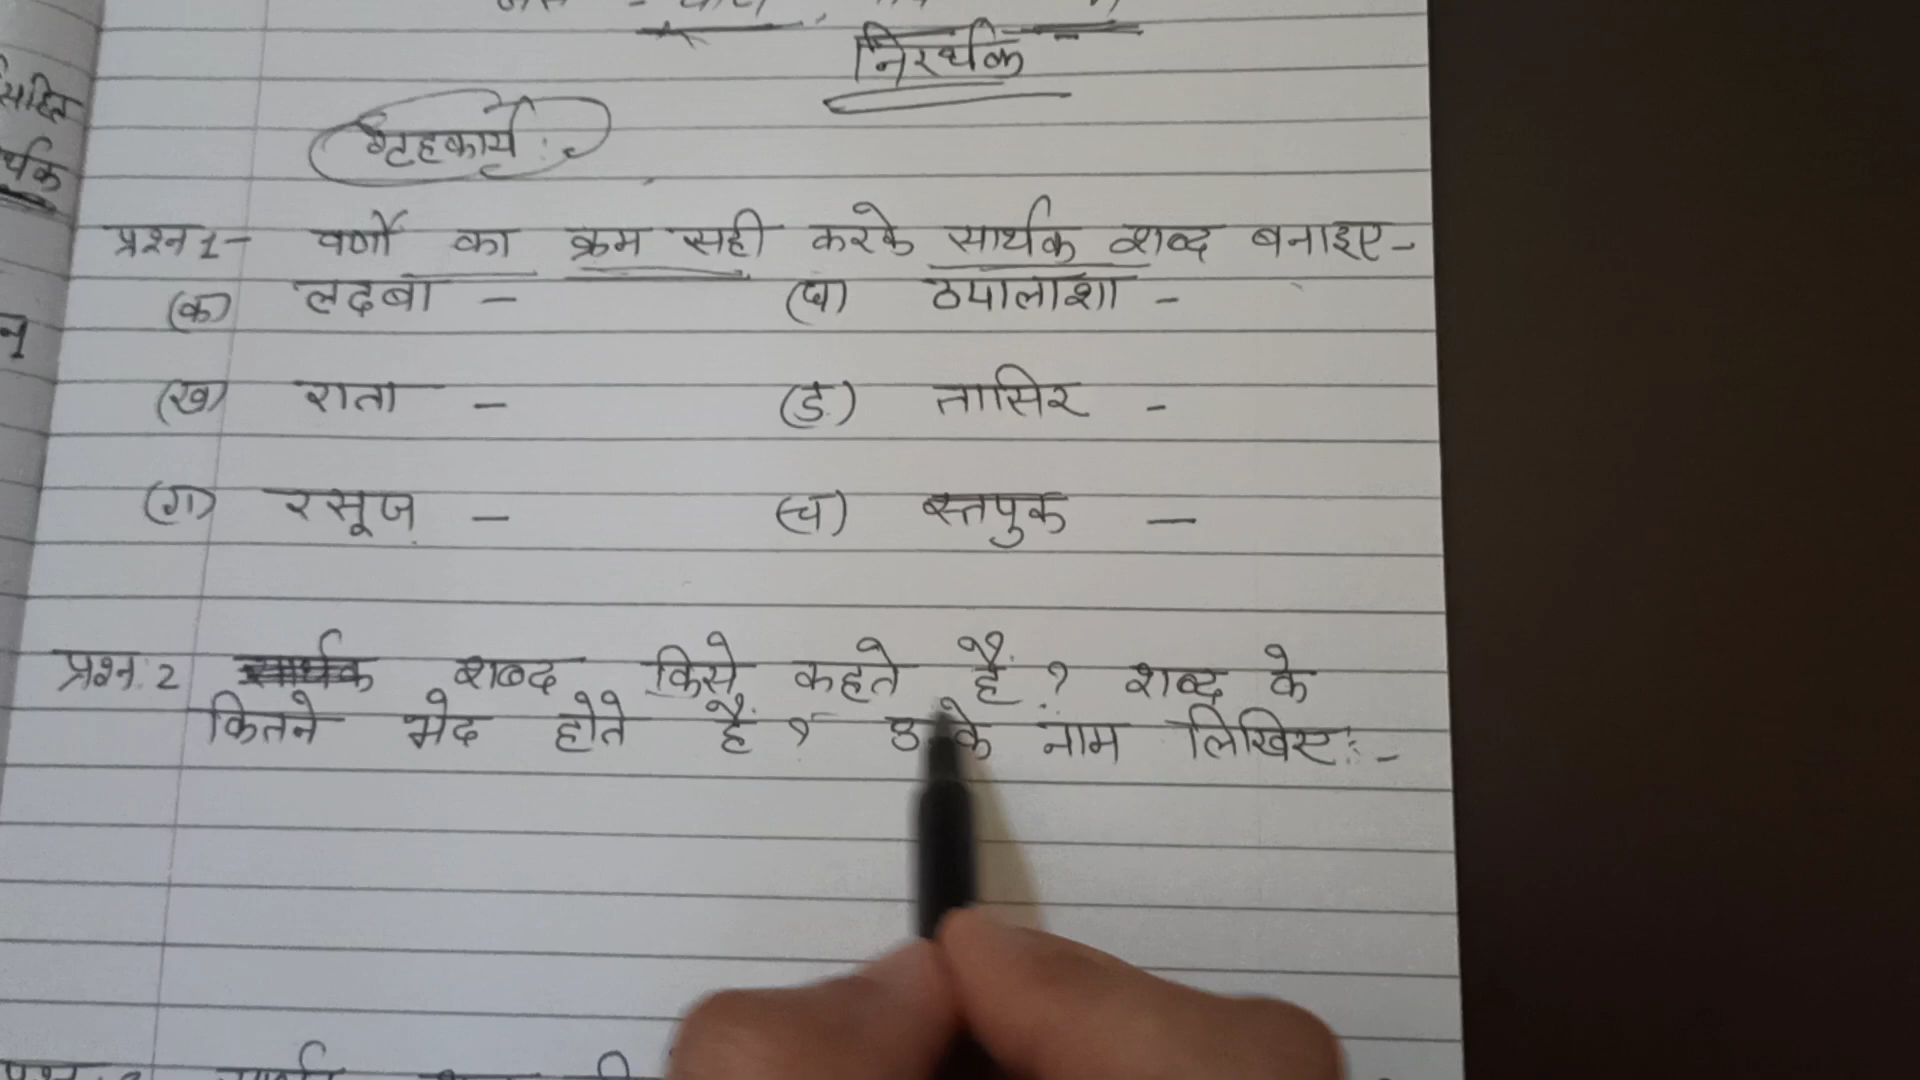 निरर्थक
सहित
र्थक
गृहकार्य :
प्रश्न 1- वर्णों का क्रम सही करके सार्थक शब्द बनाइए-
(क) लदबा - (घ) ठपालाशा -
(ख) राता - (ङ) तासिर -
(ग) रसूज - (च) स्तपुक -
प्रश्न: 2 शब्द किसे कहते हैं ? शब्द के
कितने भेद होते हैं ? उनके नाम लिखिए:-